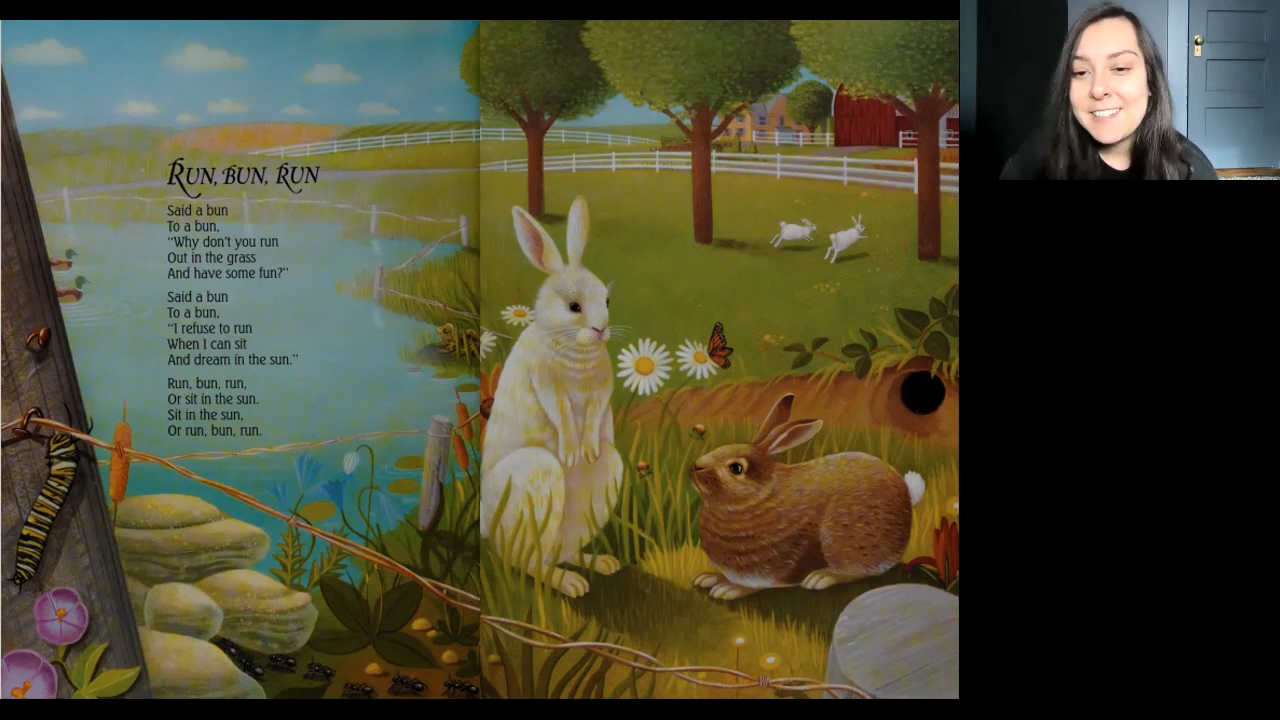 RUN, BUN, RUN
Said a bun
To a bun,
“Why don't you run
Out in the grass
And have some fun?”
Said a bun
To a bun,
“I refuse to run
When I can sit
And dream in the sun.”
Run, bun, run,
Or sit in the sun.
Sit in the sun,
Or run, bun, run.